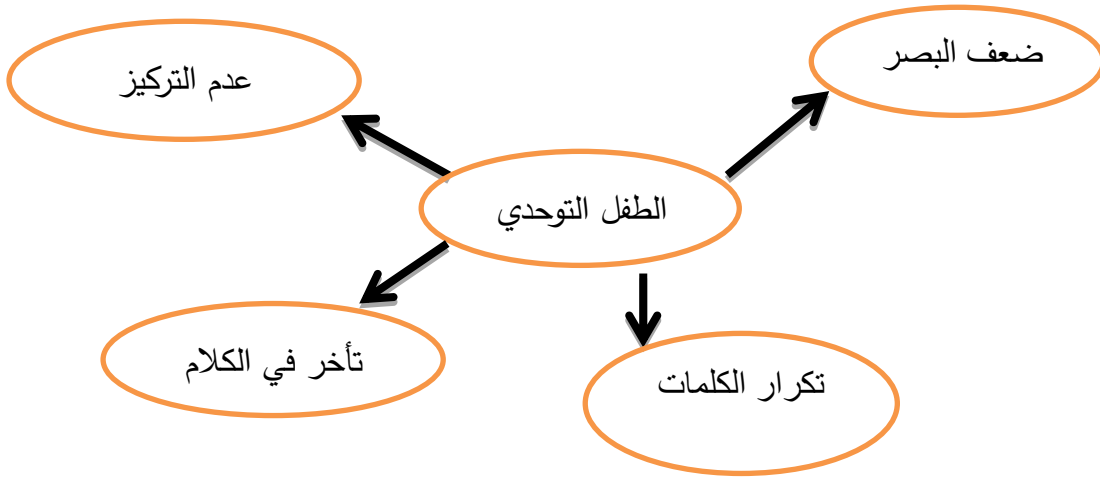 ضعف البصر
عدم التركيز
الطفل التوحدي
تأخر في الكلام
تكرار الكلمات